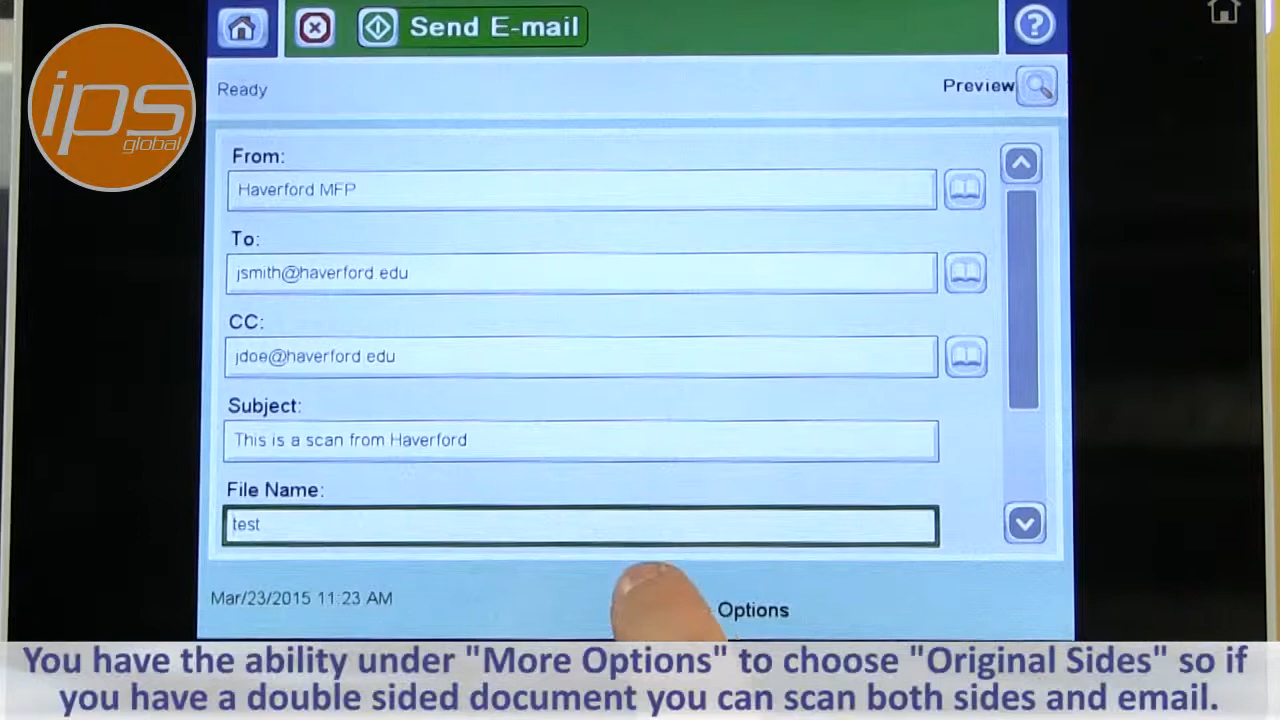 ips
global
Send E-mail
?
Ready
Preview
From:
Haverford MFP
To:
jsmith@haverford edu
CC:
jdoe@haverford edu
Subject:
This is a scan from Haverford
File Name:
test
Mar/23/2015 11:23 AM
Options
You have the ability under "More Options" to choose "Original Sides" so if
you have a double sided document you can scan both sides and email.